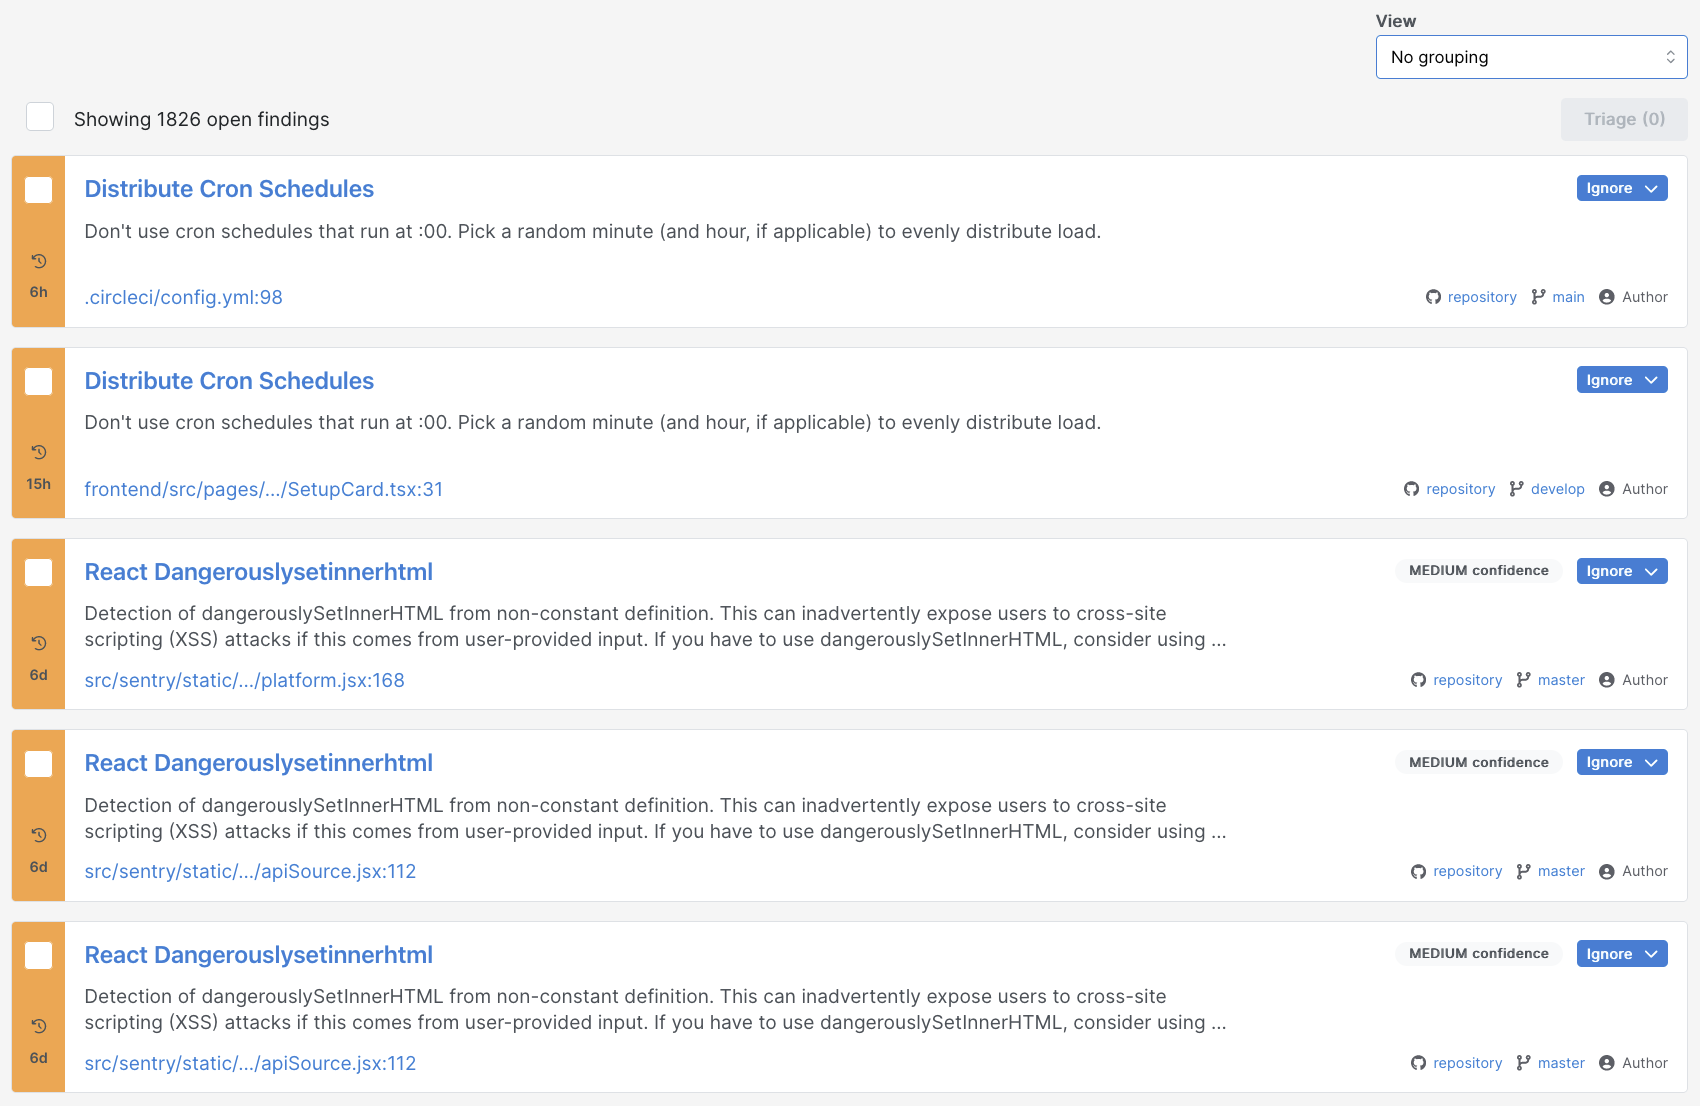 View
No grouping
Showing 1826 open findings
Triage (0)
Distribute Cron Schedules
Ignore
Don't use cron schedules that run at :00. Pick a random minute (and hour, if applicable) to evenly distribute load.
6h
.circleci/config.yml:98
repository main Author
Distribute Cron Schedules
Ignore
Don't use cron schedules that run at :00. Pick a random minute (and hour, if applicable) to evenly distribute load.
15h
frontend/src/pages/.../SetupCard.tsx:31
repository develop Author
React Dangerouslysetinnerhtml
MEDIUM confidence Ignore
Detection of dangerouslySetInnerHTML from non-constant definition. This can inadvertently expose users to cross-site
scripting (XSS) attacks if this comes from user-provided input. If you have to use dangerouslySetInnerHTML, consider using ...
6d
src/sentry/static/.../platform.jsx:168
repository master Author
React Dangerouslysetinnerhtml
MEDIUM confidence Ignore
Detection of dangerouslySetInnerHTML from non-constant definition. This can inadvertently expose users to cross-site
scripting (XSS) attacks if this comes from user-provided input. If you have to use dangerouslySetInnerHTML, consider using ...
6d
src/sentry/static/.../apiSource.jsx:112
repository master Author
React Dangerouslysetinnerhtml
MEDIUM confidence Ignore
Detection of dangerouslySetInnerHTML from non-constant definition. This can inadvertently expose users to cross-site
scripting (XSS) attacks if this comes from user-provided input. If you have to use dangerouslySetInnerHTML, consider using ...
6d
src/sentry/static/.../apiSource.jsx:112
repository master Author